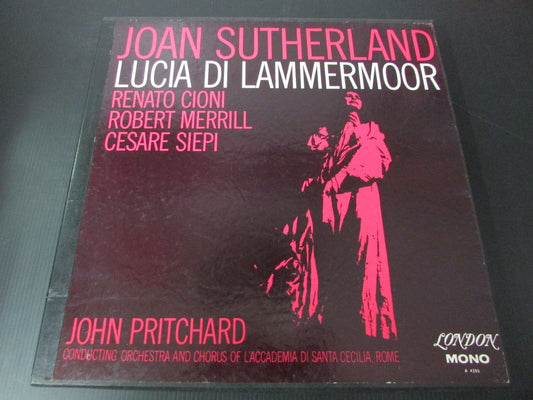 JOAN SUTHERLAND
LUCIA DI LAMMERMOOR
RENATO CIONI
ROBERT MERRILL
CESARE SIEPI
JOHN PRITCHARD
CONDUCTING ORCHESTRA AND CHORUS OF L'ACCADEMIA DI SANTA CECILIA, ROME
LONDON
MONO